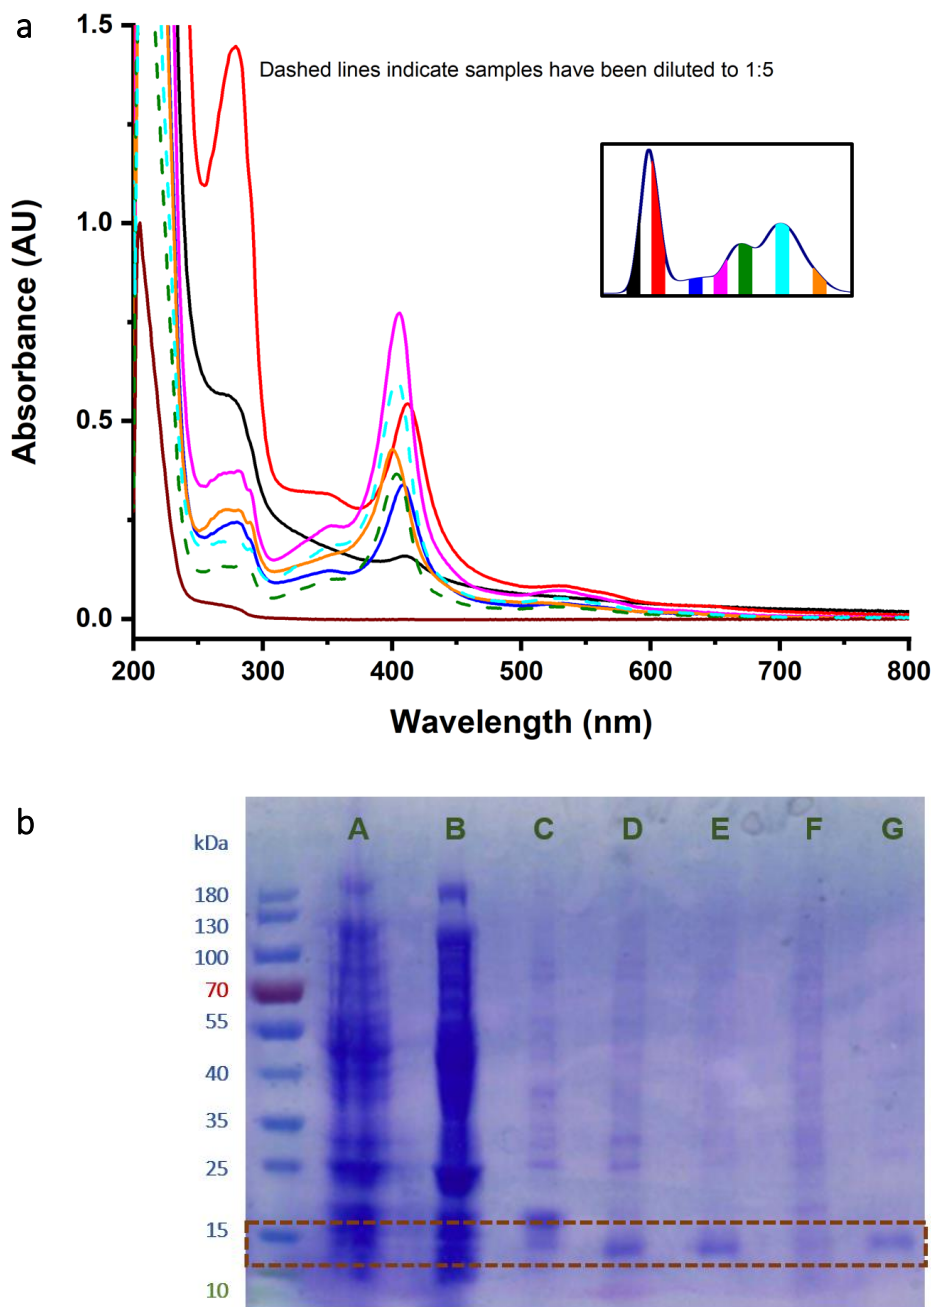 a
1.5
Dashed lines indicate samples have been diluted to 1:5
1.0
0.5
0.0
Absorbance (AU)
200 300 400 500 600 700 800
Wavelength (nm)
b
kDa
A B C D E F G
180
130
100
70
55
40
35
25
15
10